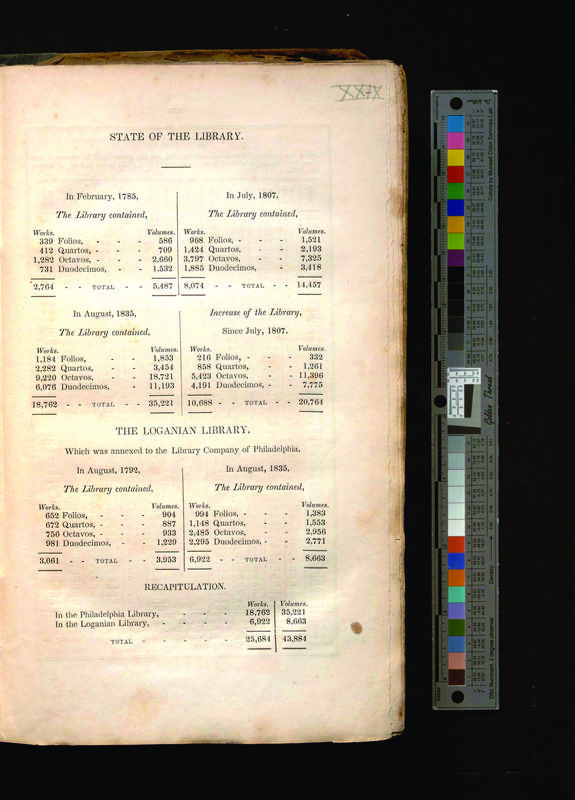 XXIX
STATE OF THE LIBRARY.
In February, 1785,
The Library contained,
Works. Volumes.
339 Folios, - - - 586
412 Quartos, - - - 709
1,282 Octavos, - - - 2,660
731 Duodecimos, - - 1,532
2,764 - - TOTAL - - 5,487
In July, 1807,
The Library contained,
Works. Volumes.
968 Folios, - - - 1,521
1,424 Quartos, - - 2,193
3,797 Octavos, - - 7,325
1,885 Duodecimos, - 3,418
8,074 - - TOTAL - - 14,457
In August, 1835,
The Library contained,
Works. Volumes.
1,184 Folios, - - 1,853
2,282 Quartos, - - 3,454
9,220 Octavos, - - 18,721
6,076 Duodecimos, - 11,193
18,762 - - TOTAL - - 35,221
Increase of the Library,
Since July, 1807.
Works. Volumes.
216 Folios, - - - 332
858 Quartos, - - 1,261
5,423 Octavos, - - 11,396
4,191 Duodecimos, - - 7,775
10,688 - - TOTAL - - 20,764
THE LOGANIAN LIBRARY.
Which was annexed to the Library Company of Philadelphia.
In August, 1792,
The Library contained,
Works. Volumes.
652 Folios, - - - 904
672 Quartos, - - - 887
756 Octavos, - - - 933
981 Duodecimos, - - 1,229
3,061 - - TOTAL - - 3,953
In August, 1835,
The Library contained,
Works. Volumes.
994 Folios, - - - 1,383
1,148 Quartos, - - 1,553
2,485 Octavos, - - 2,956
2,295 Duodecimos, - - 2,771
6,922 - - TOTAL - - 8,663
RECAPITULATION.
Works. Volumes.
In the Philadelphia Library, - - - 18,762 35,221
In the Loganian Library, - - - - 6,922 8,663
TOTAL - - - - - 25,684 43,884
Golden Thread